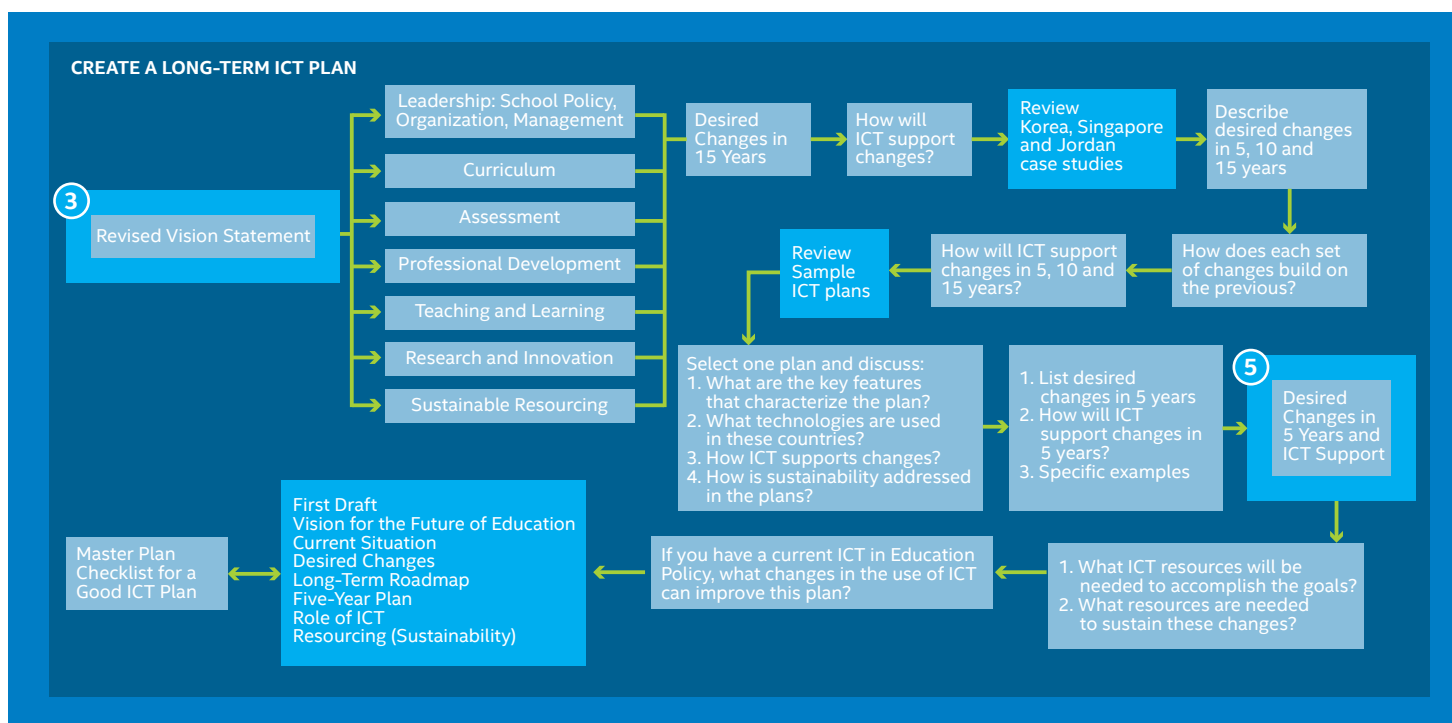 CREATE A LONG-TERM ICT PLAN
3
Revised Vision Statement
Leadership: School Policy,
Organization, Management
Curriculum
Assessment
Professional Development
Teaching and Learning
Research and Innovation
Sustainable Resourcing
Desired
Changes in
15 Years
How will
ICT support
changes?
Review
Korea, Singapore
and Jordan
case studies
Describe
desired changes
in 5, 10 and
15 years
How does each set
of changes build on
the previous?
How will ICT support
changes in 5, 10 and
15 years?
Review
Sample
ICT plans
Select one plan and discuss:
1. What are the key features
that characterize the plan?
2. What technologies are used
in these countries?
3. How ICT supports changes?
4. How is sustainability addressed
in the plans?
1. List desired
changes in 5 years
2. How will ICT
support changes in
5 years?
3. Specific examples
5
Desired
Changes in
5 Years and
ICT Support
1. What ICT resources will be
needed to accomplish the goals?
2. What resources are needed
to sustain these changes?
If you have a current ICT in Education
Policy, what changes in the use of ICT
can improve this plan?
First Draft
Vision for the Future of Education
Current Situation
Desired Changes
Long-Term Roadmap
Five-Year Plan
Role of ICT
Resourcing (Sustainability)
Master Plan
Checklist for a
Good ICT Plan